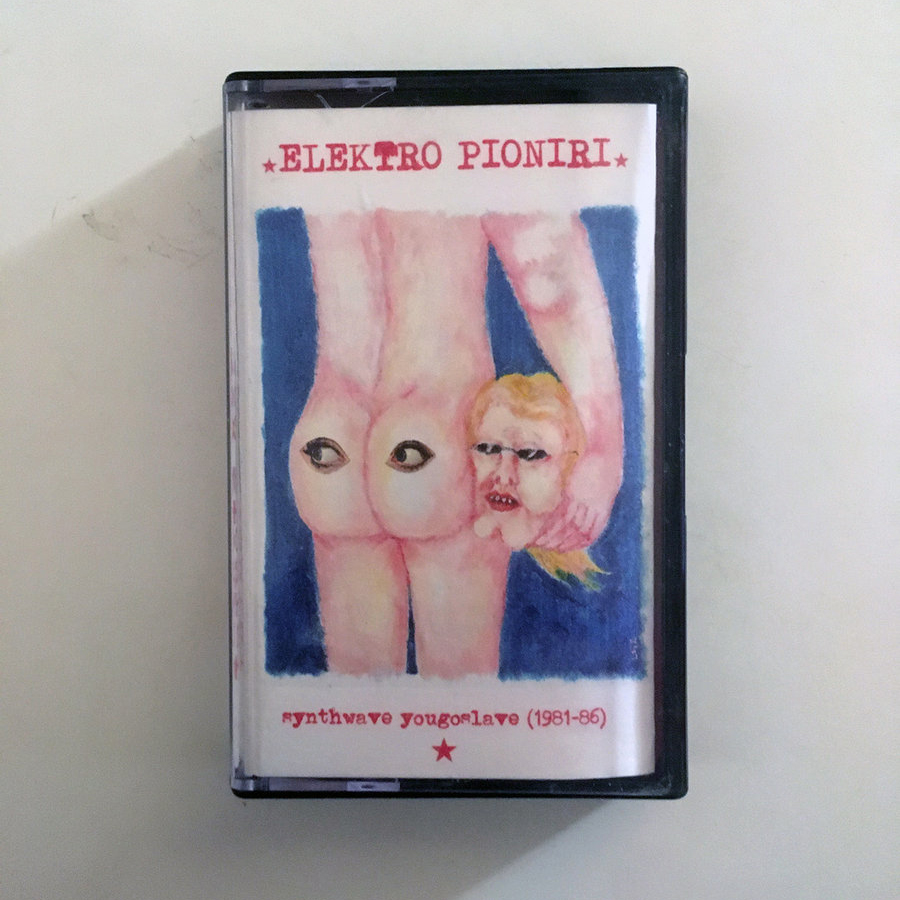 ELEKTRO PIONIRI
synthwave yougoslave (1981-86)